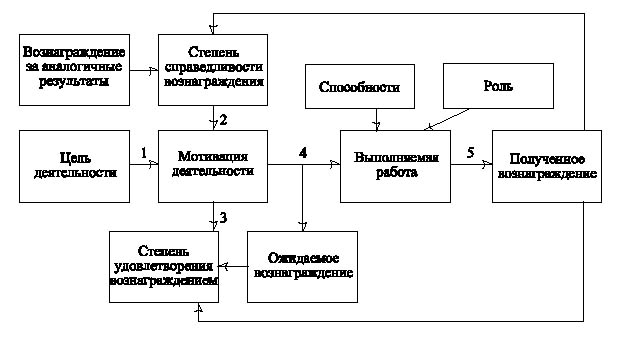 Вознаграждение
за аналогичные
результаты
Степень
справедливости
вознаграждения
Способности
Роль
2
Цель
деятельности
1
Мотивация
деятельности
4
Выполняемая
работа
5
Полученное
вознаграждение
3
Степень
удовлетворения
вознаграждением
Ожидаемое
вознаграждение